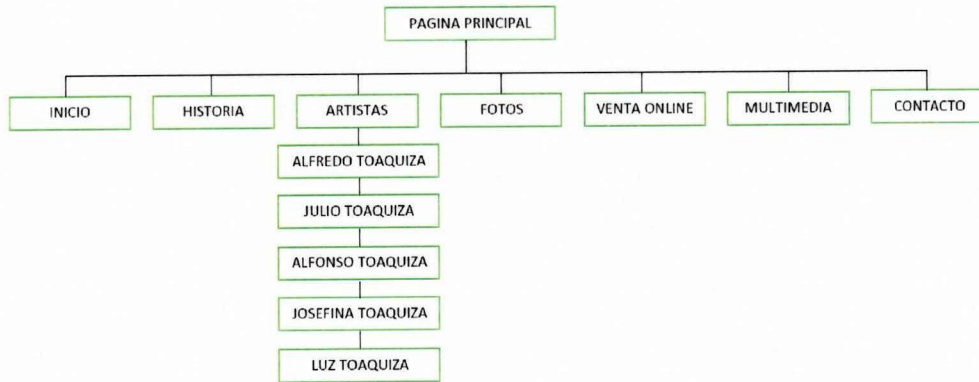 PAGINA PRINCIPAL
INICIO
HISTORIA
ARTISTAS
FOTOS
VENTA ONLINE
MULTIMEDIA
CONTACTO
ALFREDO TOAQUIZA
JULIO TOAQUIZA
ALFONSO TOAQUIZA
JOSEFINA TOAQUIZA
LUZ TOAQUIZA